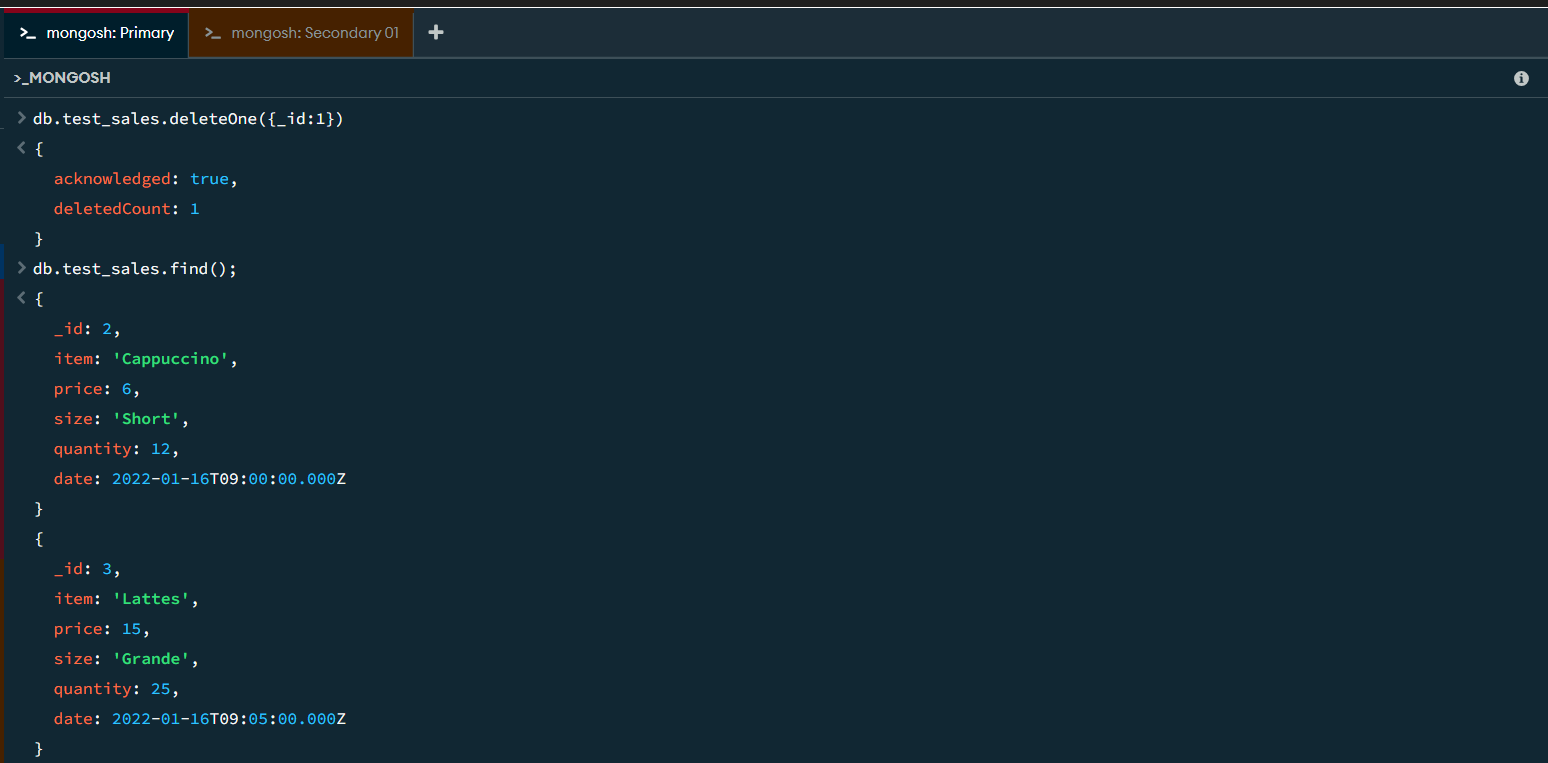 >_ mongosh: Primary >_ mongosh: Secondary 01 +
>_MONGOSH
> db.test_sales.deleteOne({_id:1})
< {
acknowledged: true,
deletedCount: 1
}
> db.test_sales.find();
< {
_id: 2,
item: 'Cappuccino',
price: 6,
size: 'Short',
quantity: 12,
date: 2022-01-16T09:00:00.000Z
}
{
_id: 3,
item: 'Lattes',
price: 15,
size: 'Grande',
quantity: 25,
date: 2022-01-16T09:05:00.000Z
}